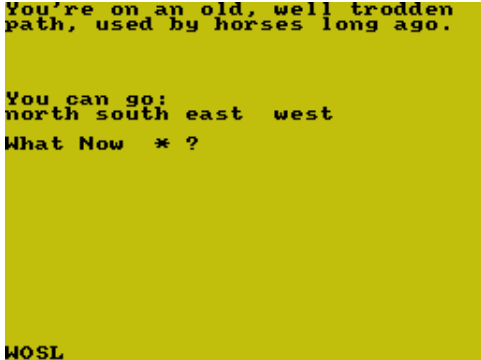 You're on an old, well trodden
path, used by horses long ago.
You can go:
north south east  west
What Now  * ?
WOSL